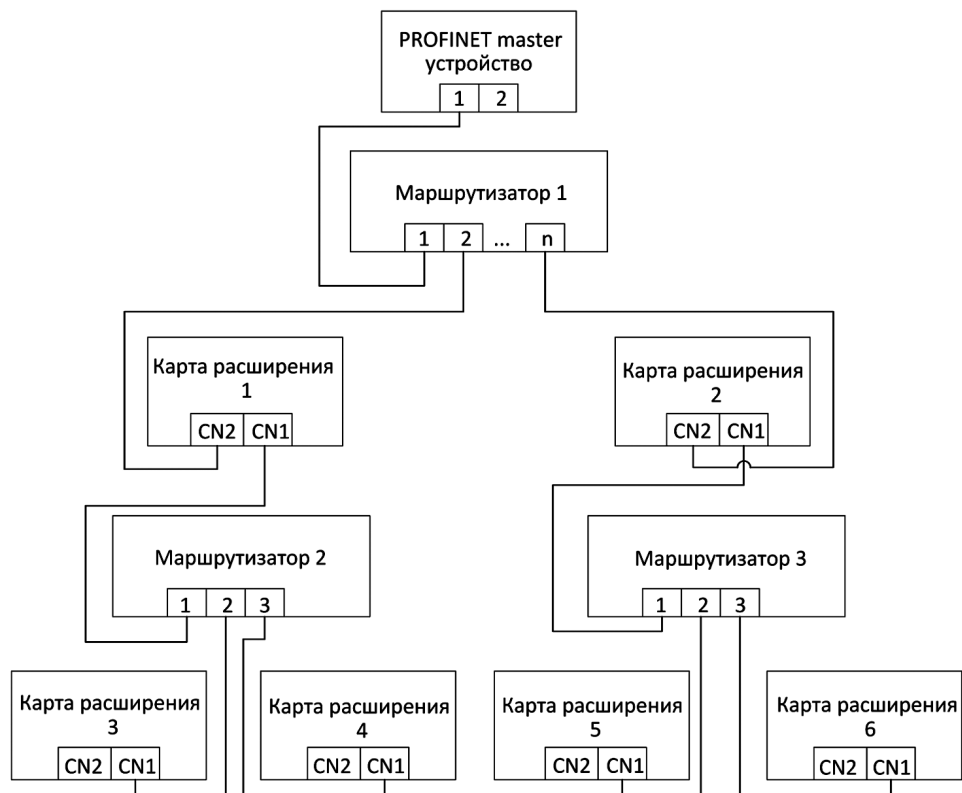 PROFINET master
устройство
1 2
Маршрутизатор 1
1 2 ... n
Карта расширения
1
CN2 CN1
Карта расширения
2
CN2 CN1
Маршрутизатор 2
1 2 3
Маршрутизатор 3
1 2 3
Карта расширения
3
CN2 CN1
Карта расширения
4
CN2 CN1
Карта расширения
5
CN2 CN1
Карта расширения
6
CN2 CN1